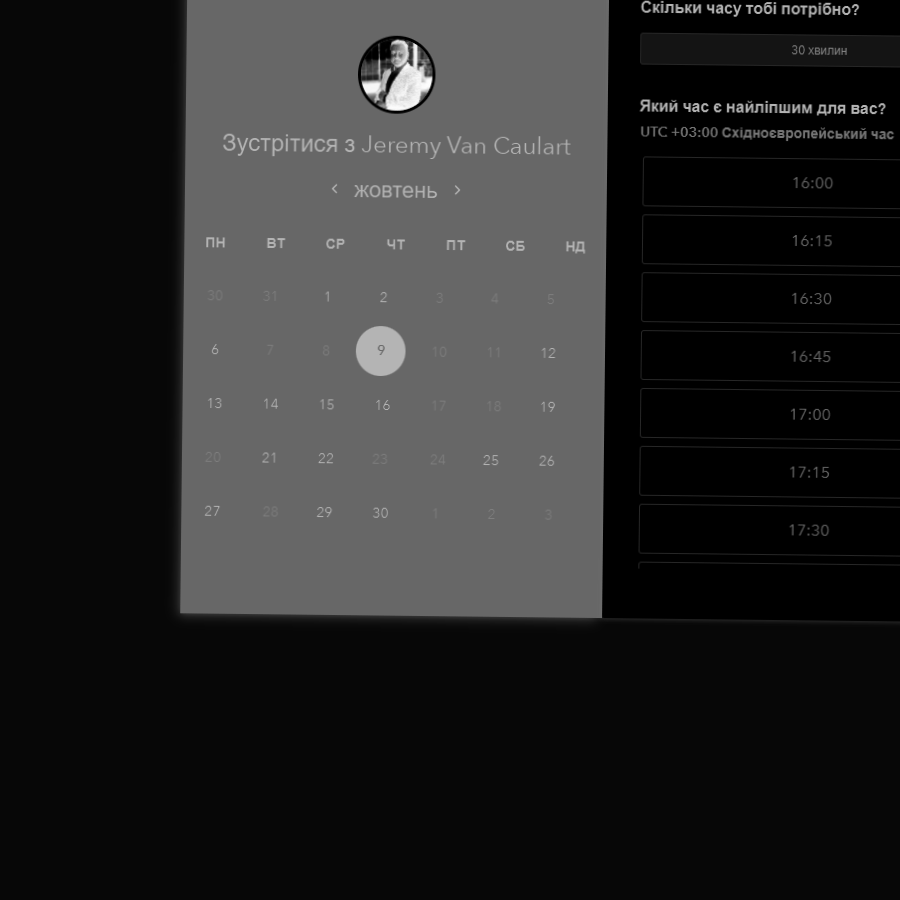 Зустрітися з Jeremy Van Caulart
жовтень
ПН ВТ СР ЧТ ПТ СБ НД
30 31 1 2 3 4 5
6 7 8 9 10 11 12
13 14 15 16 17 18 19
20 21 22 23 24 25 26
27 28 29 30 1 2 3
Скільки часу тобі потрібно?
30 хвилин
Який час є найліпшим для вас?
UTC +03:00 Східноєвропейський час
16:00
16:15
16:30
16:45
17:00
17:15
17:30